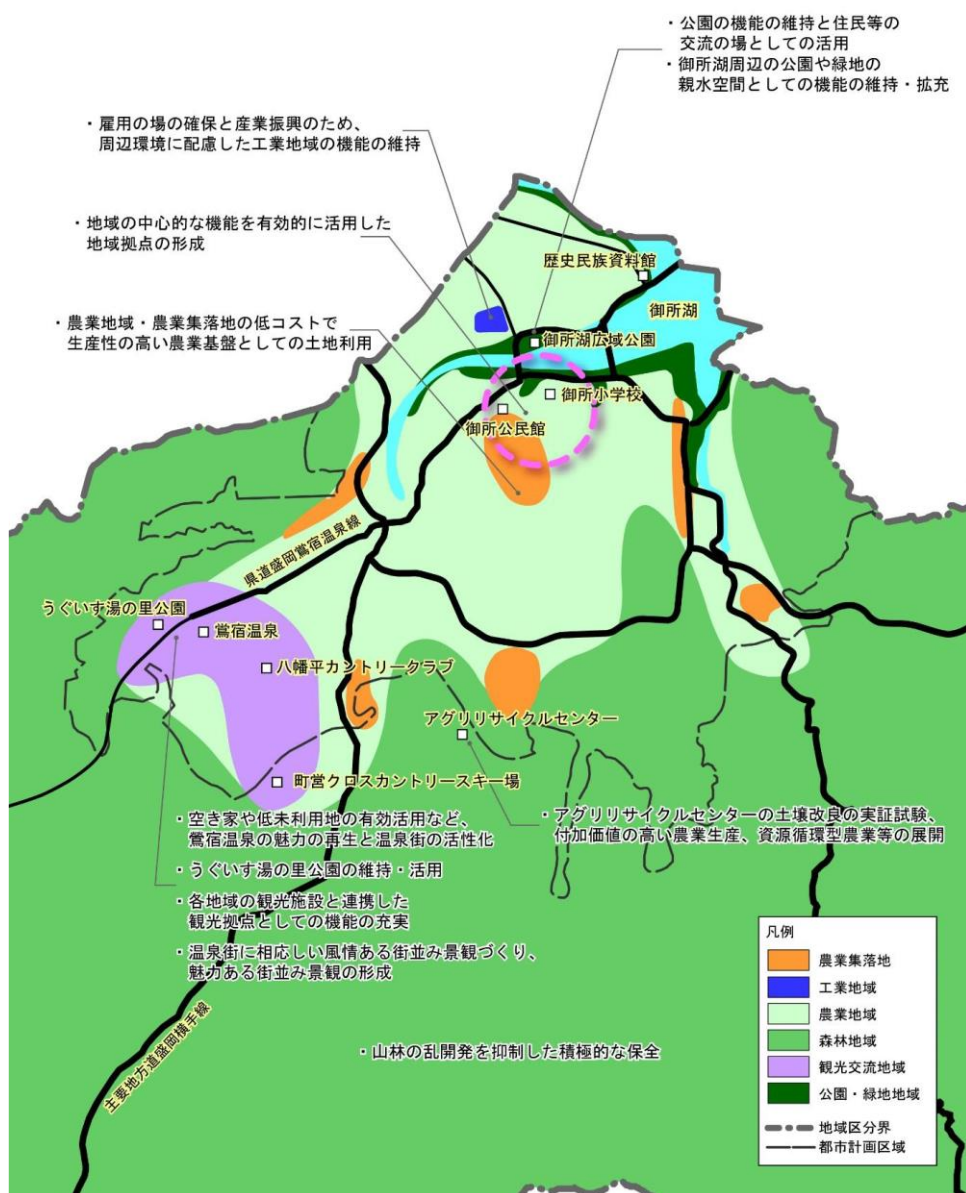 ・公園の機能の維持と住民等の
交流の場としての活用
・御所湖周辺の公園や緑地の
親水空間としての機能の維持・拡充
・雇用の場の確保と産業振興のため、
周辺環境に配慮した工業地域の機能の維持
・地域の中心的な機能を有効的に活用した
地域拠点の形成
歴史民族資料館
御所湖
・農業地域・農業集落地の低コストで
生産性の高い農業基盤としての土地利用
御所湖広域公園
御所小学校
御所公民館
県道盛岡鶯宿温泉線
うぐいす湯の里公園
鶯宿温泉
八幡平カントリークラブ
アグリリサイクルセンター
町営クロスカントリースキー場
・空き家や低未利用地の有効活用など、
鶯宿温泉の魅力の再生と温泉街の活性化
・うぐいす湯の里公園の維持・活用
・各地域の観光施設と連携した
観光拠点としての機能の充実
・温泉街に相応しい風情ある街並み景観づくり、
魅力ある街並み景観の形成
・アグリリサイクルセンターの土壌改良の実証試験、
付加価値の高い農業生産、資源循環型農業等の展開
主要地方道盛岡横手線
・山林の乱開発を抑制した積極的な保全
凡例
農業集落地
工業地域
農業地域
森林地域
観光交流地域
公園・緑地地域
地域区分界
都市計画区域